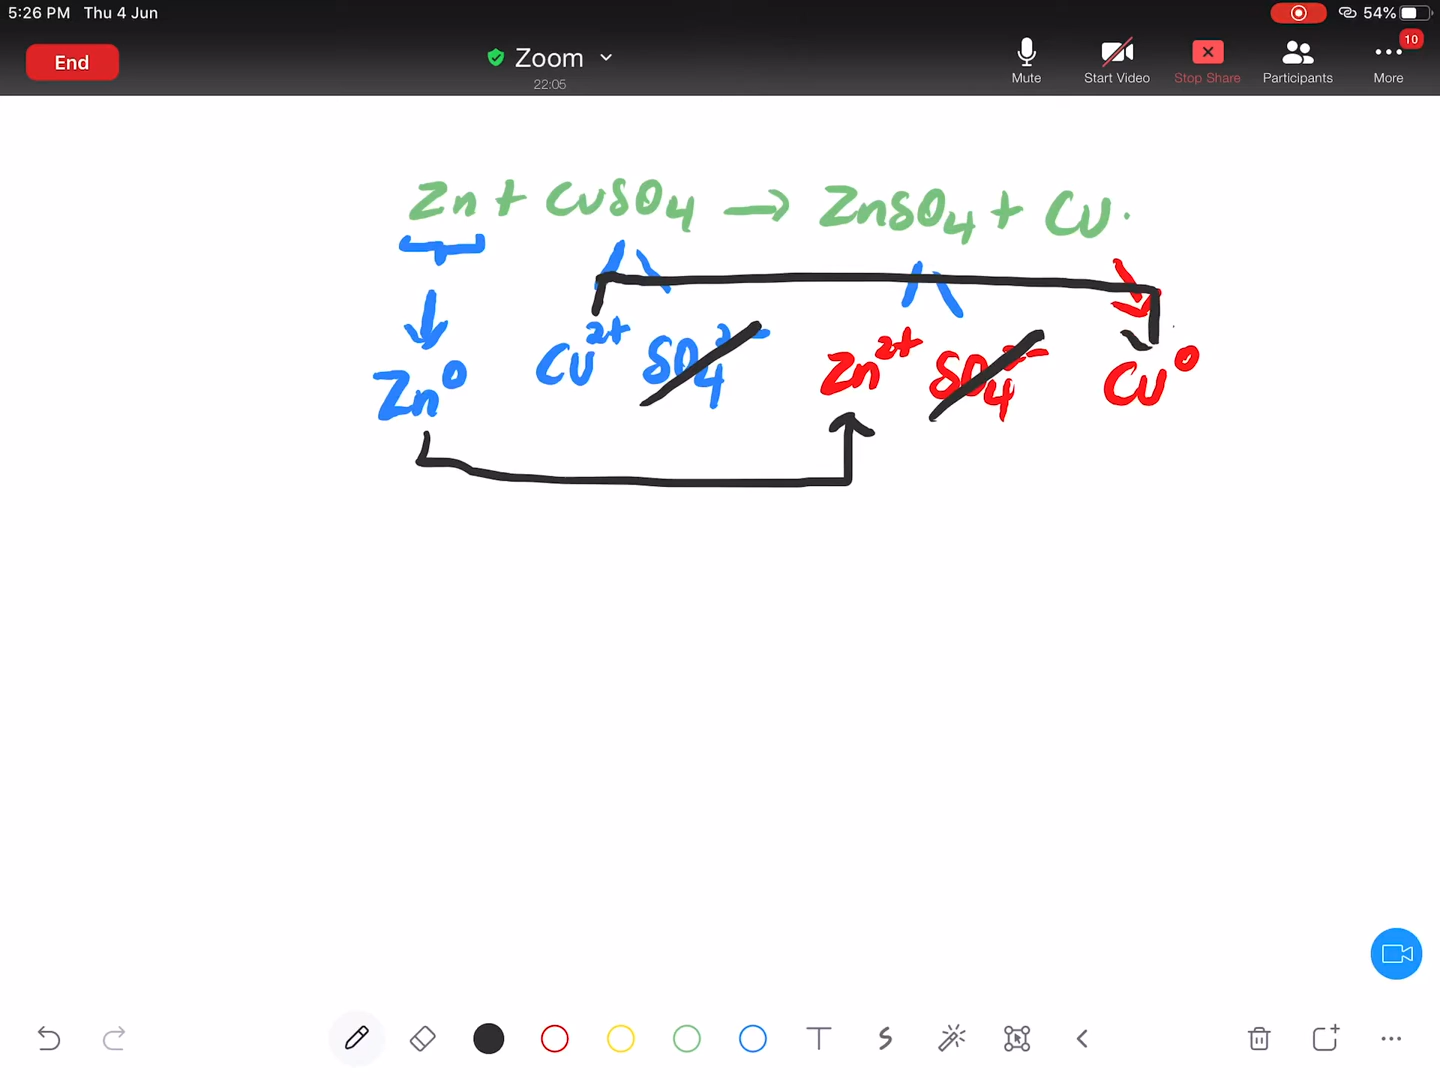 5:26 PM Thu 4 Jun
54%
End
Zoom
22:05
Mute
Start Video
Stop Share
Participants
10
More
Zn + CuSO4 → ZnSO4 + Cu.
Zn⁰ Cu²⁺ SO₄²⁻ Zn²⁺ SO₄²⁻ Cu⁰
T